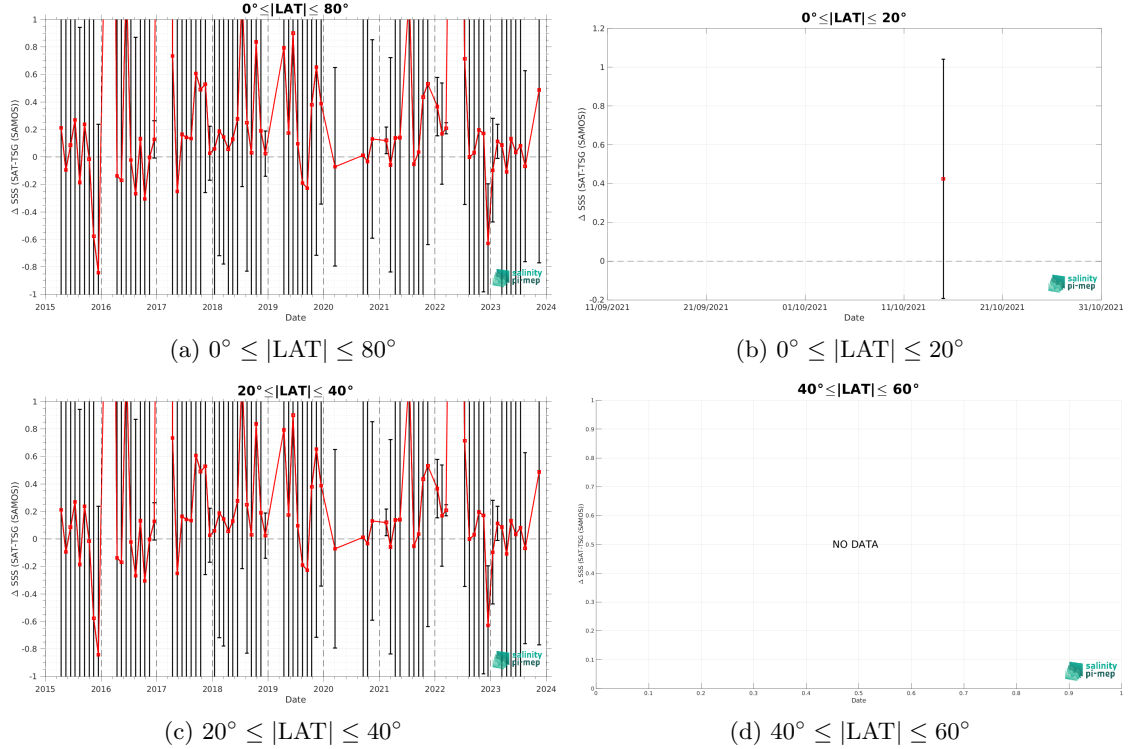 0°≤|LAT|≤ 80°
Δ SSS (SAT-TSG (SAMOS))
1
0.8
0.6
0.4
0.2
0
-0.2
-0.4
-0.6
-0.8
-1
2015 2016 2017 2018 2019 2020 2021 2022 2023 2024
Date
salinity
pi-mep
(a) 0° ≤ |LAT| ≤ 80°
0°≤|LAT|≤ 20°
Δ SSS (SAT-TSG (SAMOS))
1.2
1
0.8
0.6
0.4
0.2
0
-0.2
11/09/2021 21/09/2021 01/10/2021 11/10/2021 21/10/2021 31/10/2021
Date
salinity
pi-mep
(b) 0° ≤ |LAT| ≤ 20°
20°≤|LAT|≤ 40°
Δ SSS (SAT-TSG (SAMOS))
1
0.8
0.6
0.4
0.2
0
-0.2
-0.4
-0.6
-0.8
-1
2015 2016 2017 2018 2019 2020 2021 2022 2023 2024
Date
salinity
pi-mep
(c) 20° ≤ |LAT| ≤ 40°
40°≤|LAT|≤ 60°
Δ SSS (SAT-TSG (SAMOS))
1
0.9
0.8
0.7
0.6
0.5
0.4
0.3
0.2
0.1
0
NO DATA
0 0.1 0.2 0.3 0.4 0.5 0.6 0.7 0.8 0.9 1
Date
salinity
pi-mep
(d) 40° ≤ |LAT| ≤ 60°